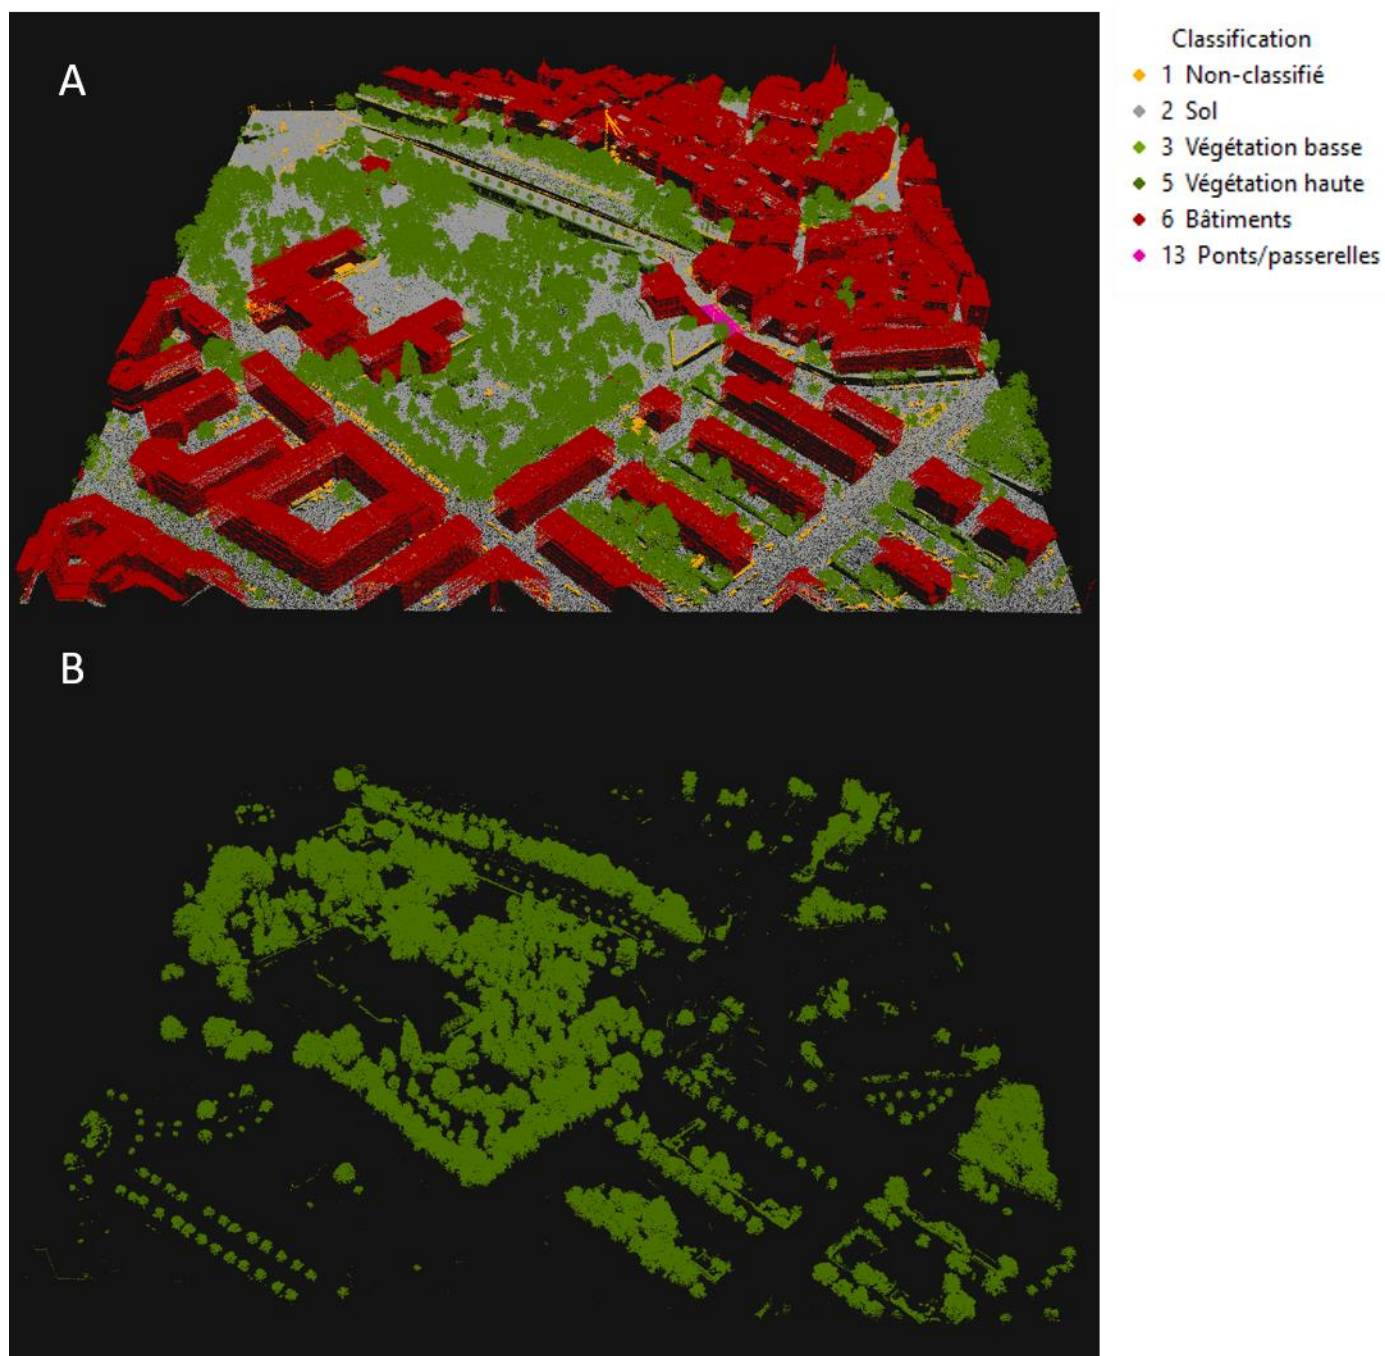 A
Classification
1 Non-classifié
2 Sol
3 Végétation basse
5 Végétation haute
6 Bâtiments
13 Ponts/passerelles
B